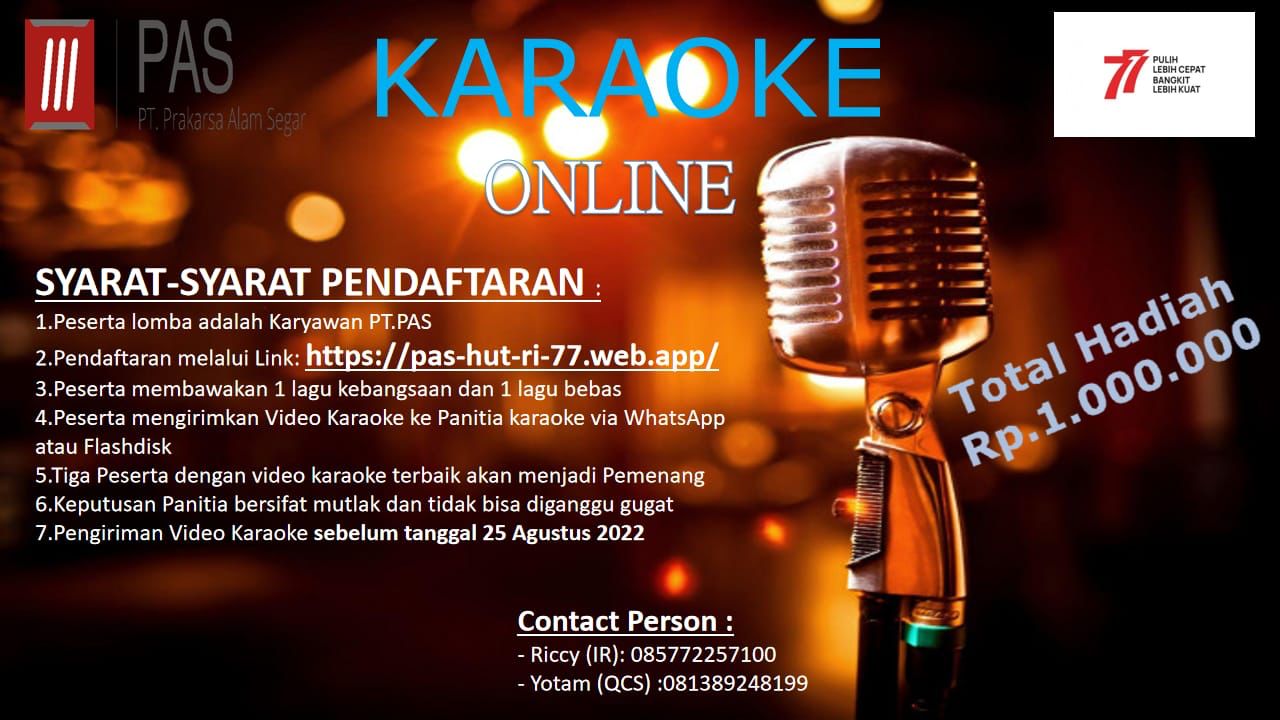 PAS
PT. Prakarsa Alam Segar
KARAOKE
ONLINE
77 PULIH
LEBIH CEPAT
BANGKIT
LEBIH KUAT
SYARAT-SYARAT PENDAFTARAN :
1.Peserta lomba adalah Karyawan PT.PAS
2.Pendaftaran melalui Link: https://pas-hut-ri-77.web.app/
3.Peserta membawakan 1 lagu kebangsaan dan 1 lagu bebas
4.Peserta mengirimkan Video Karaoke ke Panitia karaoke via WhatsApp
atau Flashdisk
5.Tiga Peserta dengan video karaoke terbaik akan menjadi Pemenang
6.Keputusan Panitia bersifat mutlak dan tidak bisa diganggu gugat
7.Pengiriman Video Karaoke sebelum tanggal 25 Agustus 2022
Total Hadiah
Rp.1.000.000
Contact Person :
- Riccy (IR): 085772257100
- Yotam (QCS) :081389248199